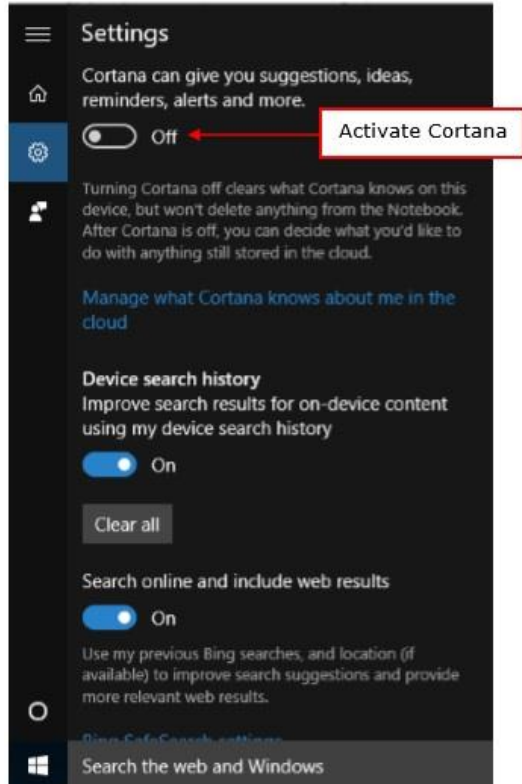 Settings
Cortana can give you suggestions, ideas,
reminders, alerts and more.
Off
Activate Cortana
Turning Cortana off clears what Cortana knows on this
device, but won't delete anything from the Notebook.
After Cortana is off, you can decide what you'd like to
do with anything still stored in the cloud.
Manage what Cortana knows about me in the
cloud
Device search history
Improve search results for on-device content
using my device search history
On
Clear all
Search online and include web results
On
Use my previous Bing searches, and location (if
available) to improve search suggestions and provide
more relevant web results.
Bing SafeSearch settings
Search the web and Windows